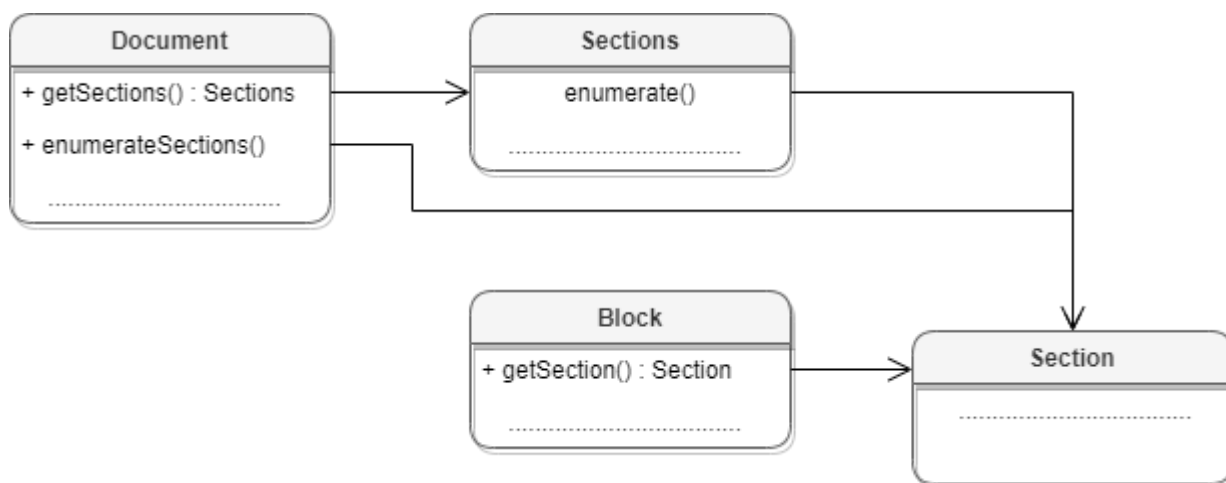 Document
+ getSections() : Sections
+ enumerateSections()
Sections
enumerate()
Block
+ getSection() : Section
Section